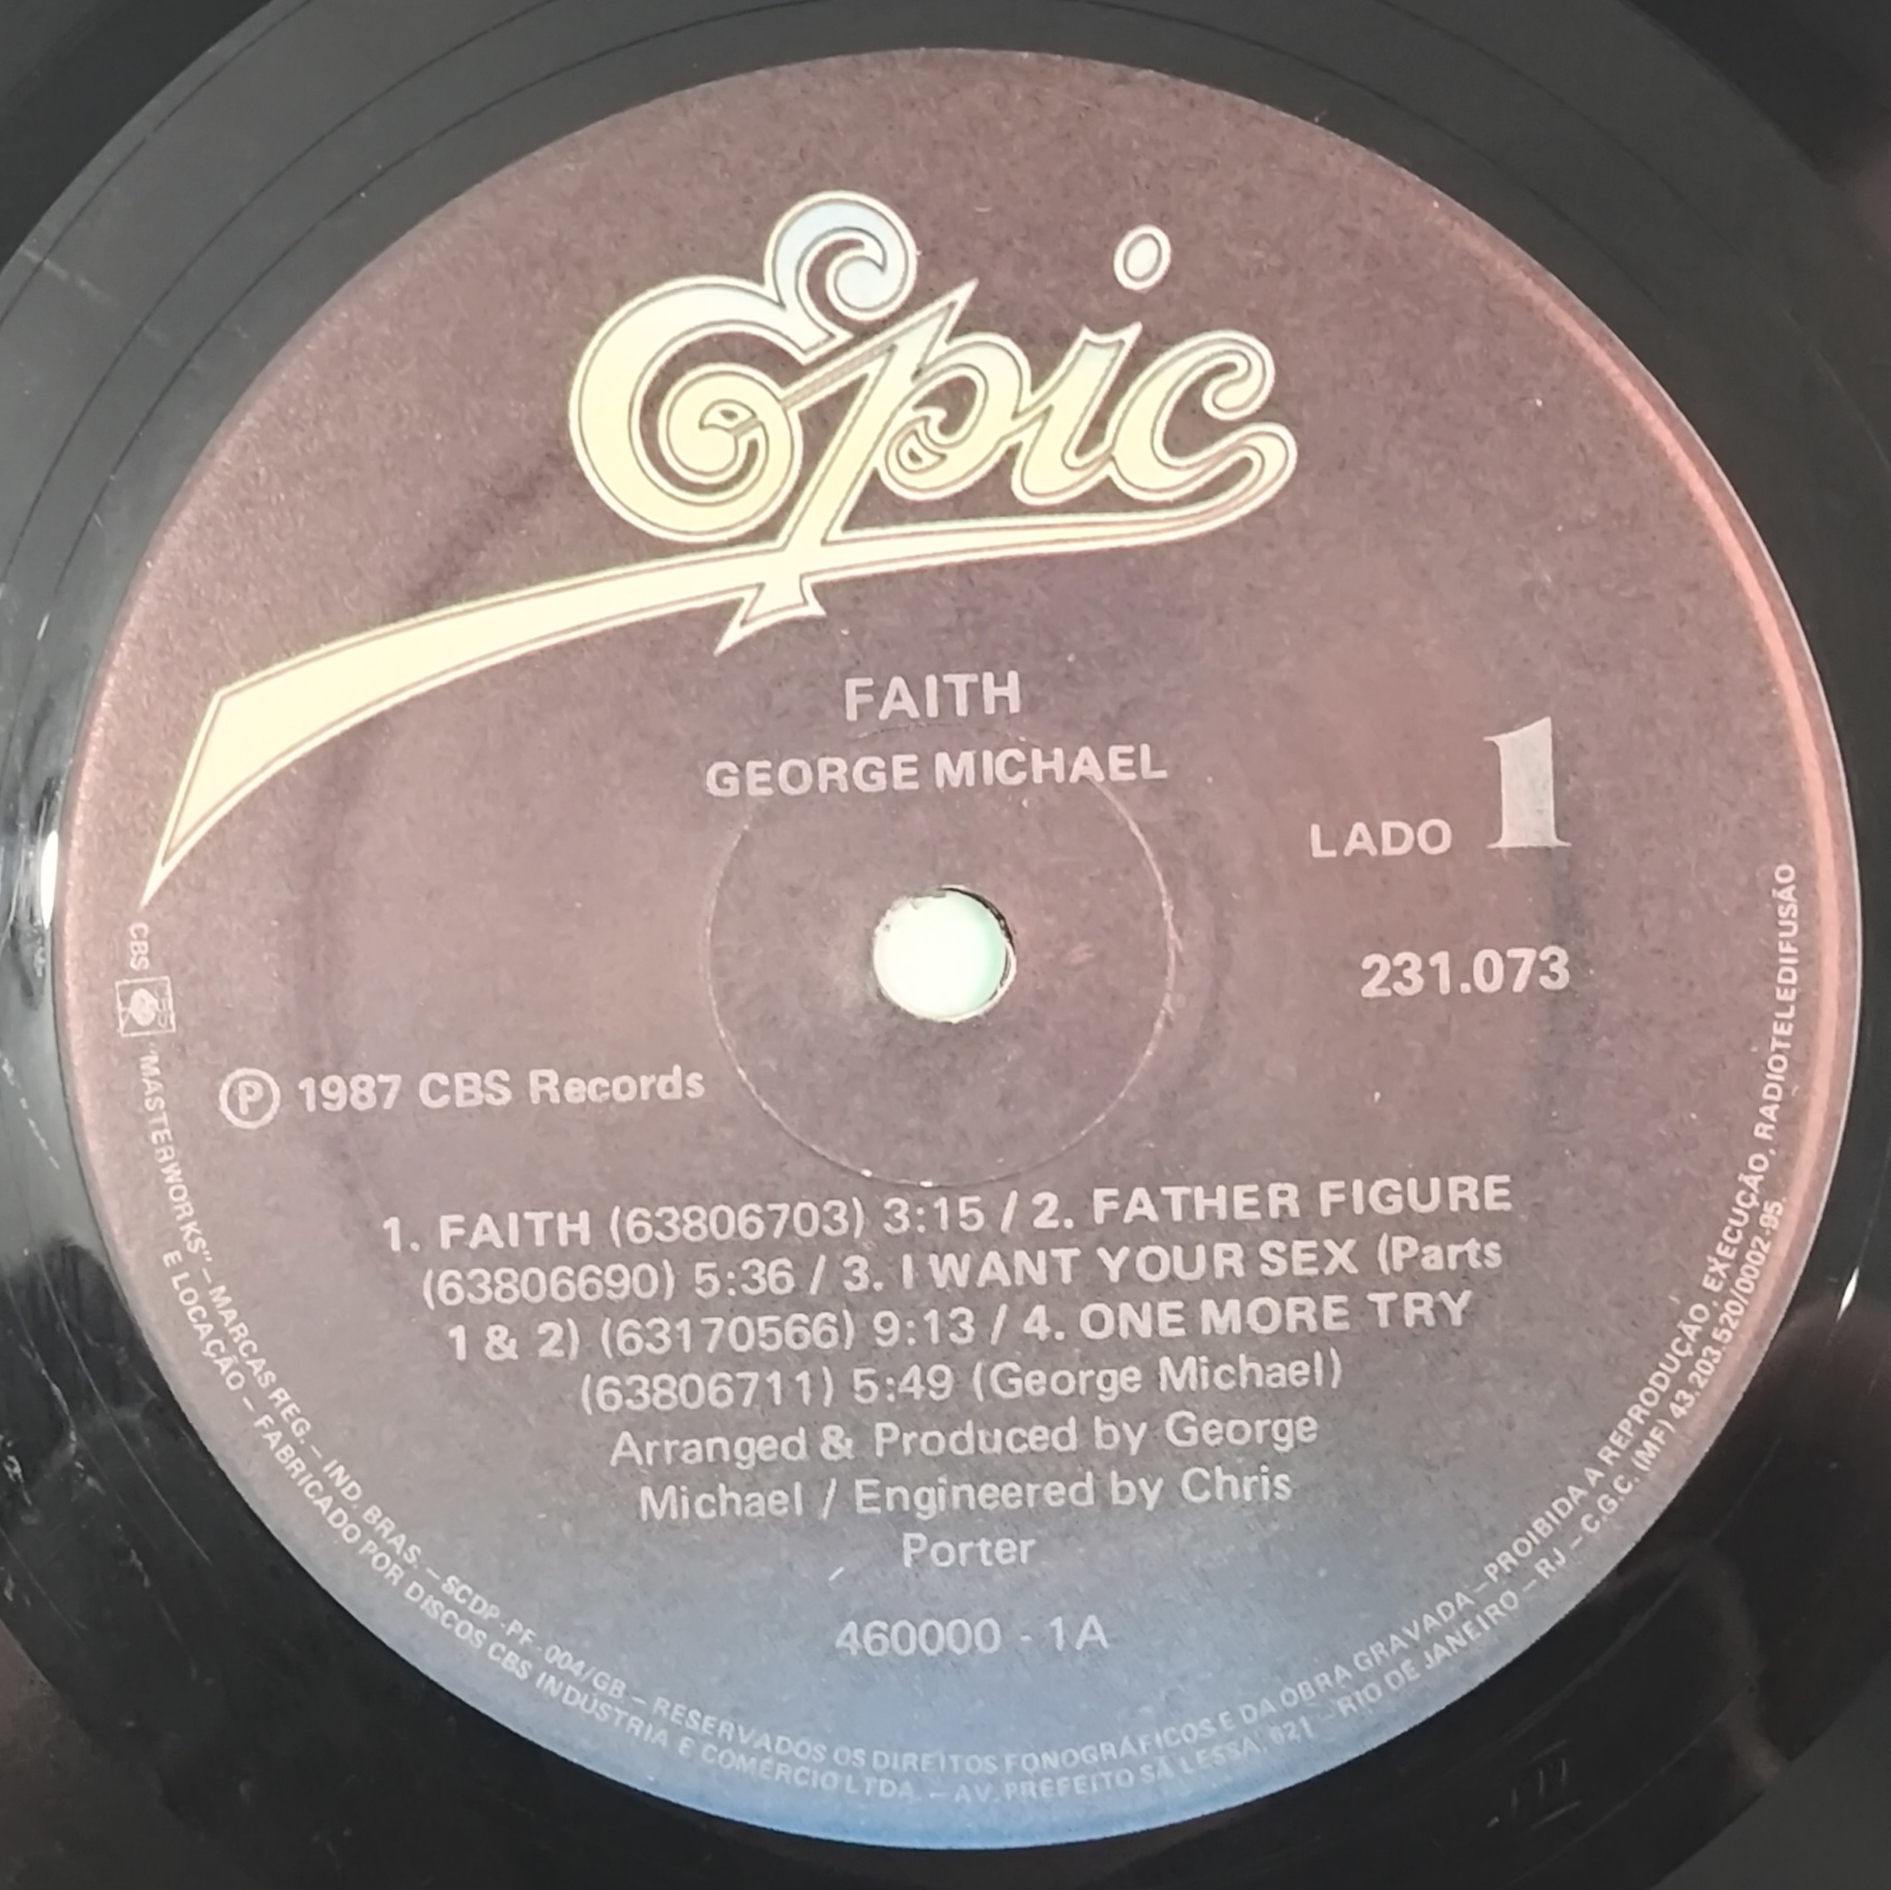 Epic
FAITH
GEORGE MICHAEL
LADO 1
231.073
Ⓟ 1987 CBS Records
1. FAITH (63806703) 3:15 / 2. FATHER FIGURE
(63806690) 5:36 / 3. I WANT YOUR SEX (Parts
1 & 2) (63170566) 9:13 / 4. ONE MORE TRY
(63806711) 5:49 (George Michael)
Arranged & Produced by George
Michael / Engineered by Chris
Porter
460000 - 1A
CBS "MASTERWORKS" – MARCAS REG. – IND. BRAS. – SCDP-PF-004/GB – RESERVADOS OS DIREITOS FONOGRÁFICOS E DA OBRA GRAVADA – PROIBIDA A REPRODUÇÃO, EXECUÇÃO, RADIOTELEDIFUSÃO
E LOCAÇÃO – FABRICADO POR DISCOS CBS INDÚSTRIA E COMÉRCIO LTDA. – AV. PREFEITO SÁ LESSA, 621 – RIO DE JANEIRO – RJ – C.G.C. (MF) 43.203.520/0002-95